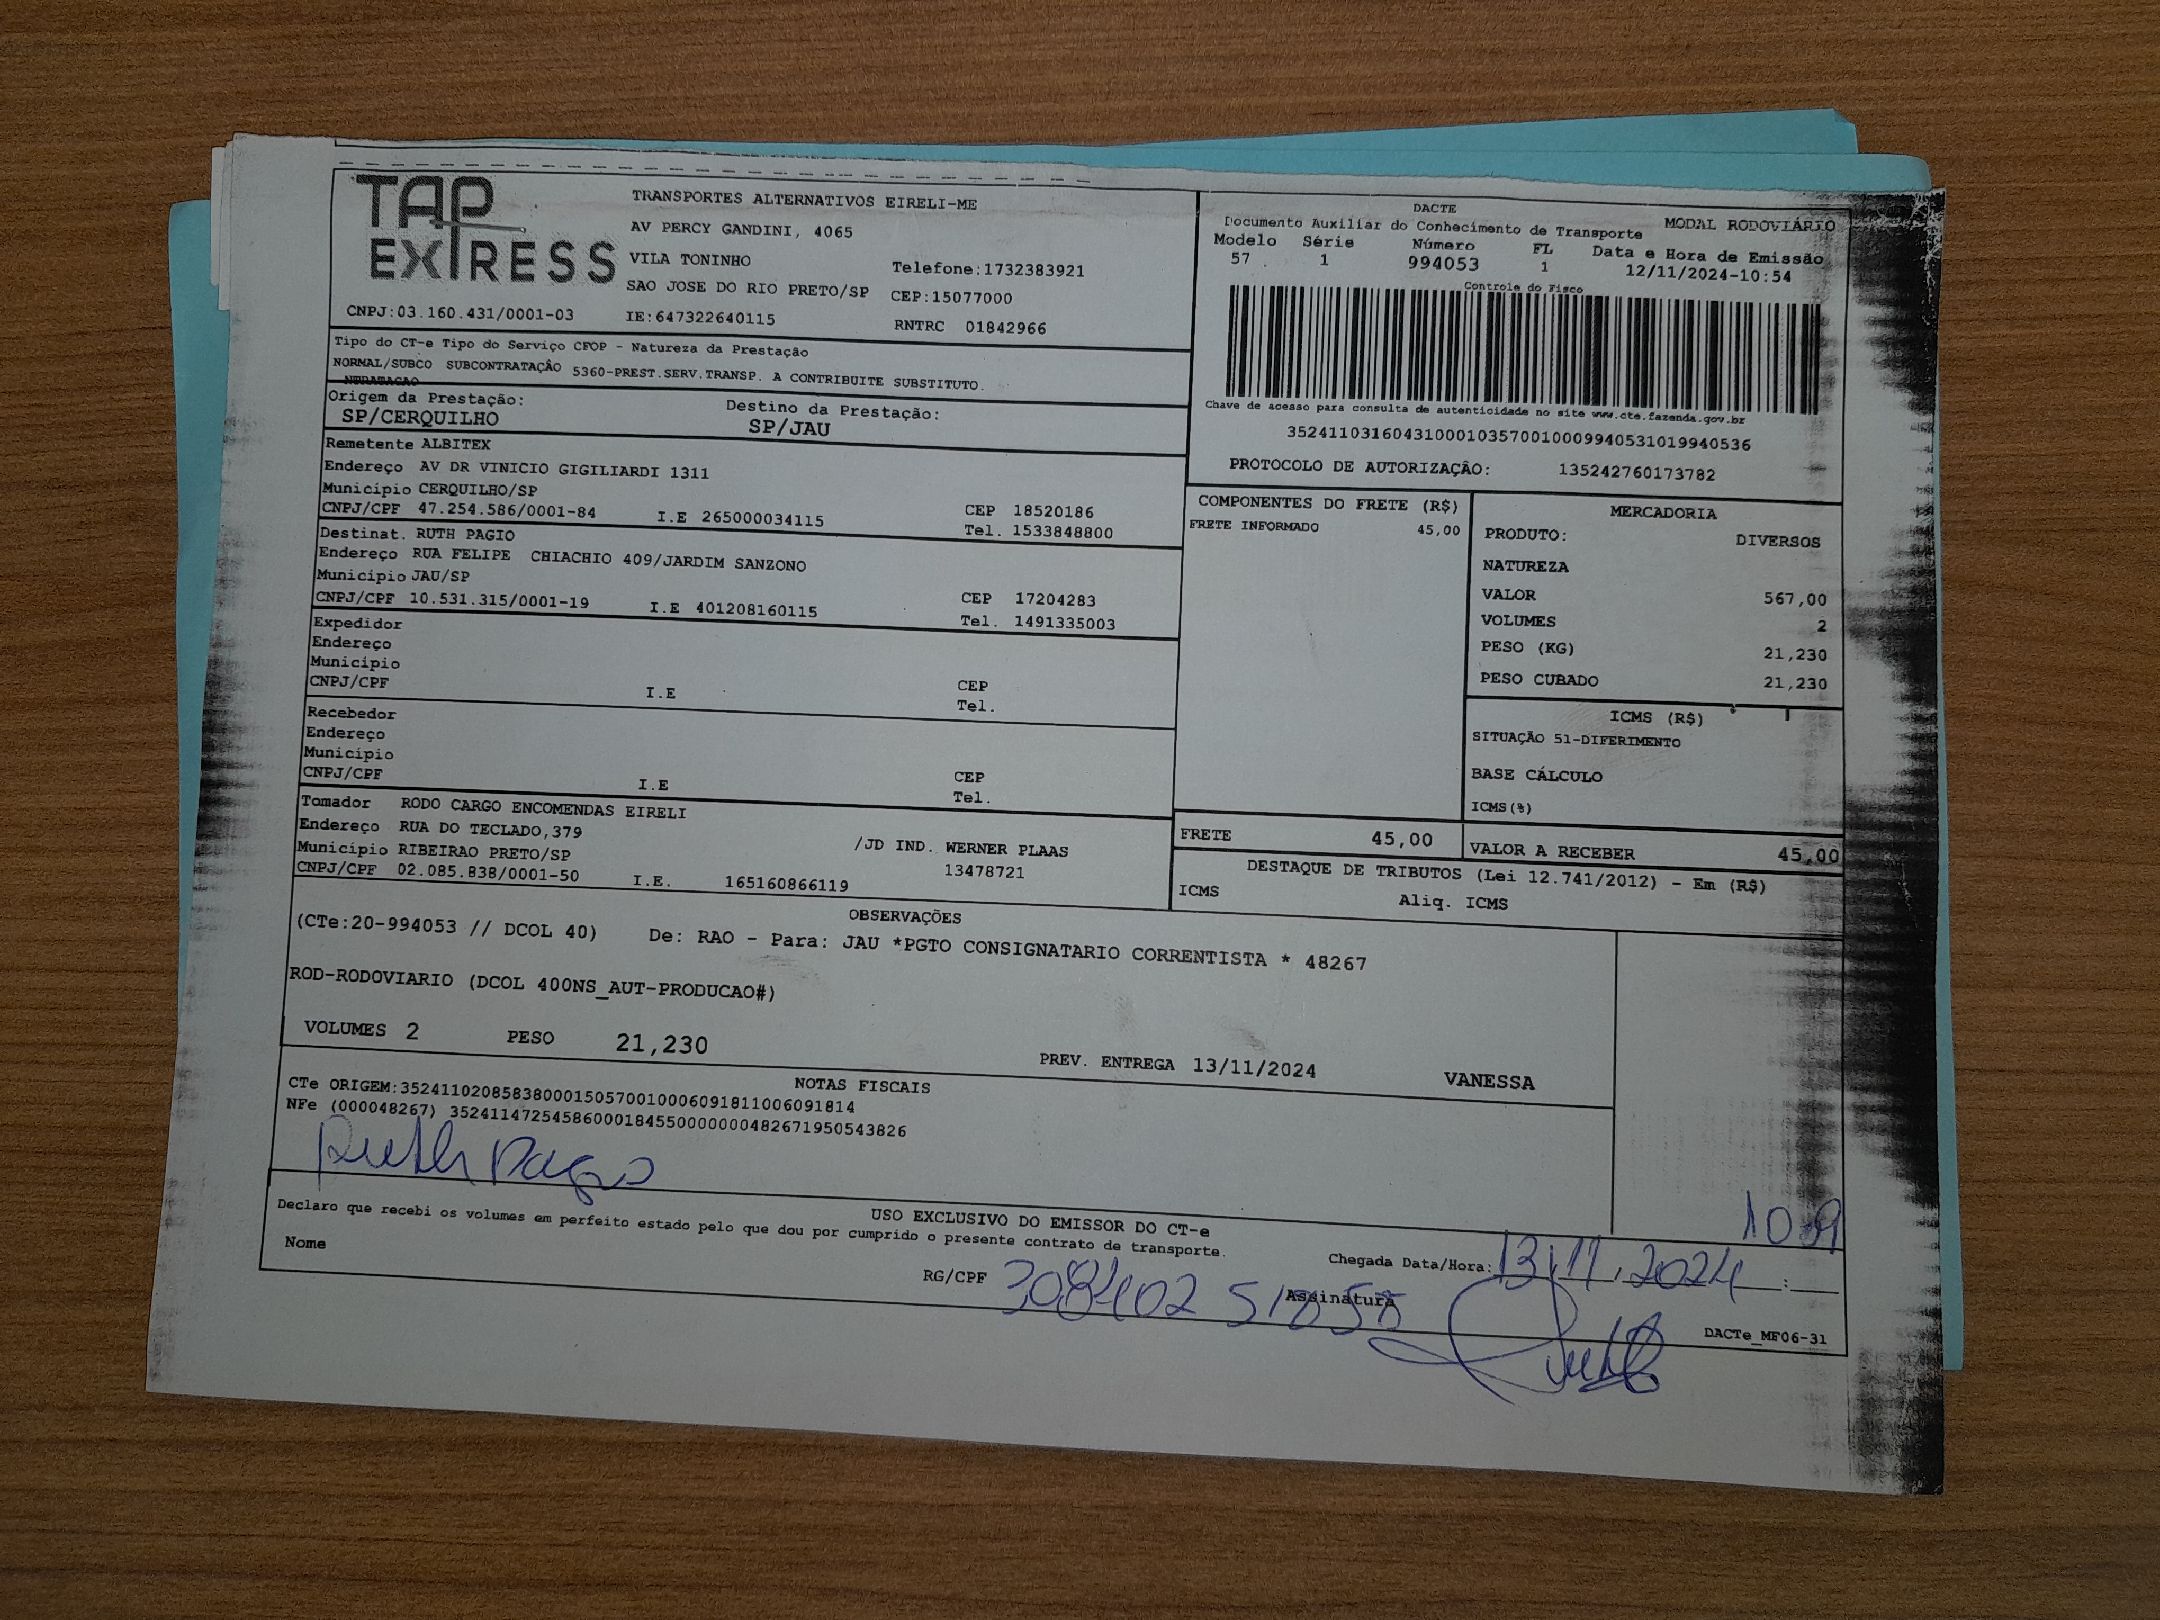 TAP EXPRESS
TRANSPORTES ALTERNATIVOS EIRELI-ME
AV PERCY GANDINI, 4065
VILA TONINHO
Telefone:1732383921
SAO JOSE DO RIO PRETO/SP CEP:15077000
CNPJ:03.160.431/0001-03 IE:647322640115 RNTRC 01842966
DACTE
Documento Auxiliar do Conhecimento de Transporte MODAL RODOVIÁRIO
Modelo Série Número FL Data e Hora de Emissão
57 1 994053 1 12/11/2024-10:54
Controle do Fisco
Chave de acesso para consulta de autenticidade no site www.cte.fazenda.gov.br
35241103160431000103570010009940531019940536
PROTOCOLO DE AUTORIZAÇÂO: 135242760173782
Tipo do CT-e Tipo do Serviço CFOP - Natureza da Prestação
NORMAL/SUBCO SUBCONTRATAÇÂO 5360-PREST.SERV.TRANSP. A CONTRIBUITE SUBSTITUTO.
NTRATACAO
Origem da Prestação: Destino da Prestação:
SP/CERQUILHO SP/JAU
Remetente ALBITEX
Endereço AV DR VINICIO GIGILIARDI 1311
Município CERQUILHO/SP CEP 18520186
CNPJ/CPF 47.254.586/0001-84 I.E 265000034115 Tel. 1533848800
Destinat. RUTH PAGIO
Endereço RUA FELIPE CHIACHIO 409/JARDIM SANZONO
Município JAU/SP CEP 17204283
CNPJ/CPF 10.531.315/0001-19 I.E 401208160115 Tel. 1491335003
Expedidor
Endereço
Município CEP
CNPJ/CPF I.E Tel.
Recebedor
Endereço
Município CEP
CNPJ/CPF I.E Tel.
Tomador RODO CARGO ENCOMENDAS EIRELI
Endereço RUA DO TECLADO,379 /JD IND. WERNER PLAAS
Município RIBEIRAO PRETO/SP 13478721
CNPJ/CPF 02.085.838/0001-50 I.E. 165160866119
COMPONENTES DO FRETE (R$)
FRETE INFORMADO 45,00
MERCADORIA
PRODUTO: DIVERSOS
NATUREZA
VALOR 567,00
VOLUMES 2
PESO (KG) 21,230
PESO CUBADO 21,230
ICMS (R$)
SITUAÇÃO 51-DIFERIMENTO
BASE CÁLCULO
ICMS(%)
FRETE 45,00 VALOR A RECEBER 45,00
DESTAQUE DE TRIBUTOS (Lei 12.741/2012) - Em (R$)
ICMS Aliq. ICMS
OBSERVAÇÕES
(CTe:20-994053 // DCOL 40) De: RAO - Para: JAU *PGTO CONSIGNATARIO CORRENTISTA * 48267
ROD-RODOVIARIO (DCOL 400NS_AUT-PRODUCAO#)
VOLUMES 2 PESO 21,230 PREV. ENTREGA 13/11/2024 VANESSA
NOTAS FISCAIS
CTe ORIGEM:35241102085838000150570010006091811006091814
NFe (000048267) 35241147254586000184550000000482671950543826
Ruth Pagio
USO EXCLUSIVO DO EMISSOR DO CT-e
Declaro que recebi os volumes em perfeito estado pelo que dou por cumprido o presente contrato de transporte.
Chegada Data/Hora: 13.11.2024 :
Nome RG/CPF Assinatura
Ruth
DACTe_MF06-31